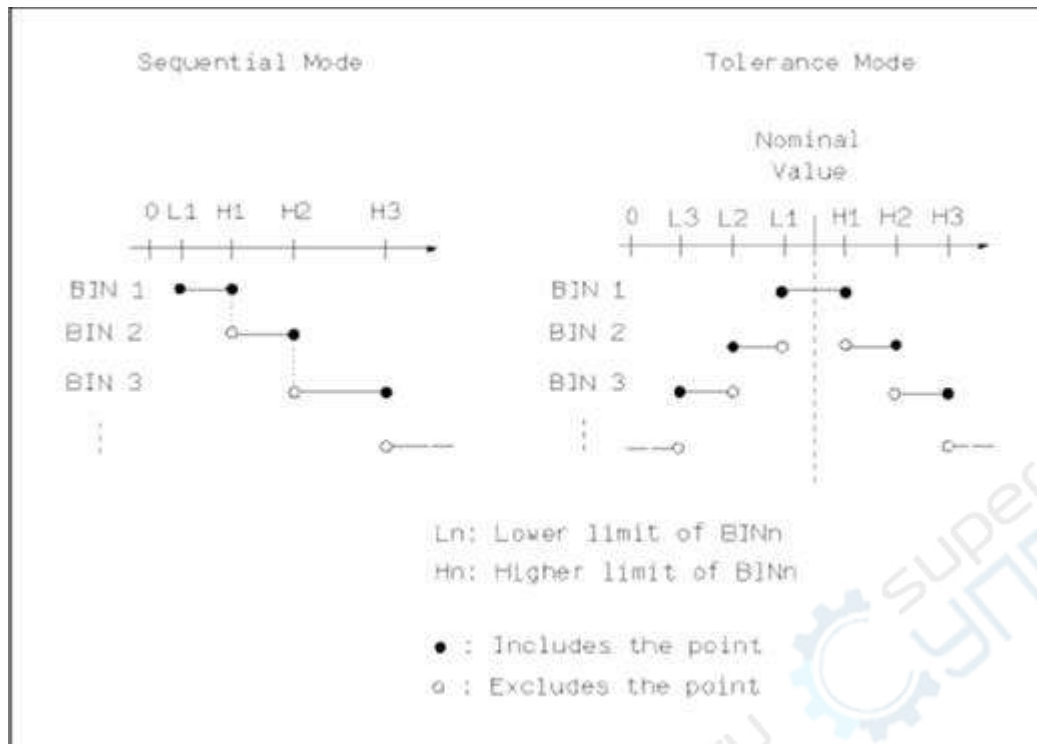 Sequential Mode
Tolerance Mode
Nominal
Value
0 L1 H1 H2 H3
0 L3 L2 L1 H1 H2 H3
BIN 1
BIN 2
BIN 3
BIN 1
BIN 2
BIN 3
Ln: Lower limit of BINn
Hn: Higher limit of BINn
● : Includes the point
○ : Excludes the point
super